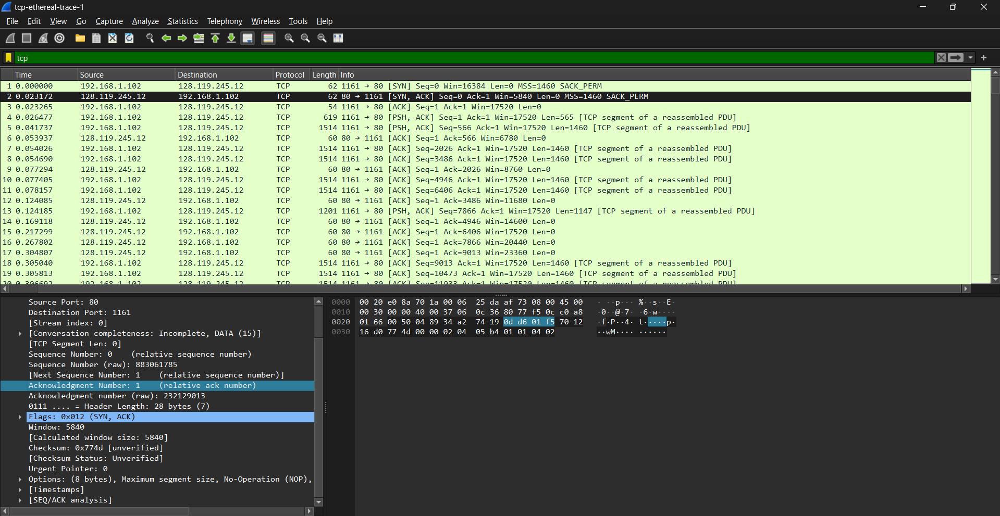 tcp-ethereal-trace-1
File Edit View Go Capture Analyze Statistics Telephony Wireless Tools Help
tcp
Time Source Destination Protocol Length Info
1 0.000000 192.168.1.102 128.119.245.12 TCP 62 1161 → 80 [SYN] Seq=0 Win=16384 Len=0 MSS=1460 SACK_PERM
2 0.023172 128.119.245.12 192.168.1.102 TCP 62 80 → 1161 [SYN, ACK] Seq=0 Ack=1 Win=5840 Len=0 MSS=1460 SACK_PERM
3 0.023265 192.168.1.102 128.119.245.12 TCP 54 1161 → 80 [ACK] Seq=1 Ack=1 Win=17520 Len=0
4 0.026477 192.168.1.102 128.119.245.12 TCP 619 1161 → 80 [PSH, ACK] Seq=1 Ack=1 Win=17520 Len=565 [TCP segment of a reassembled PDU]
5 0.041737 192.168.1.102 128.119.245.12 TCP 1514 1161 → 80 [PSH, ACK] Seq=566 Ack=1 Win=17520 Len=1460 [TCP segment of a reassembled PDU]
6 0.053937 128.119.245.12 192.168.1.102 TCP 60 80 → 1161 [ACK] Seq=1 Ack=566 Win=6780 Len=0
7 0.054026 192.168.1.102 128.119.245.12 TCP 1514 1161 → 80 [ACK] Seq=2026 Ack=1 Win=17520 Len=1460 [TCP segment of a reassembled PDU]
8 0.054690 192.168.1.102 128.119.245.12 TCP 1514 1161 → 80 [ACK] Seq=3486 Ack=1 Win=17520 Len=1460 [TCP segment of a reassembled PDU]
9 0.077294 128.119.245.12 192.168.1.102 TCP 60 80 → 1161 [ACK] Seq=1 Ack=2026 Win=8760 Len=0
10 0.077405 192.168.1.102 128.119.245.12 TCP 1514 1161 → 80 [ACK] Seq=4946 Ack=1 Win=17520 Len=1460 [TCP segment of a reassembled PDU]
11 0.078157 192.168.1.102 128.119.245.12 TCP 1514 1161 → 80 [ACK] Seq=6406 Ack=1 Win=17520 Len=1460 [TCP segment of a reassembled PDU]
12 0.124085 128.119.245.12 192.168.1.102 TCP 60 80 → 1161 [ACK] Seq=1 Ack=3486 Win=11680 Len=0
13 0.124185 192.168.1.102 128.119.245.12 TCP 1201 1161 → 80 [PSH, ACK] Seq=7866 Ack=1 Win=17520 Len=1147 [TCP segment of a reassembled PDU]
14 0.169118 128.119.245.12 192.168.1.102 TCP 60 80 → 1161 [ACK] Seq=1 Ack=4946 Win=14600 Len=0
15 0.217299 128.119.245.12 192.168.1.102 TCP 60 80 → 1161 [ACK] Seq=1 Ack=6406 Win=17520 Len=0
16 0.267802 128.119.245.12 192.168.1.102 TCP 60 80 → 1161 [ACK] Seq=1 Ack=7866 Win=20440 Len=0
17 0.304807 128.119.245.12 192.168.1.102 TCP 60 80 → 1161 [ACK] Seq=1 Ack=9013 Win=23360 Len=0
18 0.305040 192.168.1.102 128.119.245.12 TCP 1514 1161 → 80 [ACK] Seq=9013 Ack=1 Win=17520 Len=1460 [TCP segment of a reassembled PDU]
19 0.305813 192.168.1.102 128.119.245.12 TCP 1514 1161 → 80 [ACK] Seq=10473 Ack=1 Win=17520 Len=1460 [TCP segment of a reassembled PDU]
20 0.306692 192.168.1.102 128.119.245.12 TCP 1514 1161 → 80 [ACK] Seq=11933 Ack=1 Win=17520 Len=1460 [TCP segment of a reassembled PDU]
Source Port: 80
Destination Port: 1161
[Stream index: 0]
[Conversation completeness: Incomplete, DATA (15)]
[TCP Segment Len: 0]
Sequence Number: 0 (relative sequence number)
Sequence Number (raw): 883061785
[Next Sequence Number: 1 (relative sequence number)]
Acknowledgment Number: 1 (relative ack number)
Acknowledgment number (raw): 232129013
0111 .... = Header Length: 28 bytes (7)
Flags: 0x012 (SYN, ACK)
Window: 5840
[Calculated window size: 5840]
Checksum: 0x774d [unverified]
[Checksum Status: Unverified]
Urgent Pointer: 0
Options: (8 bytes), Maximum segment size, No-Operation (NOP),
[Timestamps]
[SEQ/ACK analysis]
0000 00 20 e0 8a 70 1a 00 06 25 da af 73 08 00 45 00 · ··p··· %··s··E·
0010 00 30 00 00 40 00 37 06 0c 36 80 77 f5 0c c0 a8 ·0··@·7· ·6·w····
0020 01 66 00 50 04 89 34 a2 74 19 0d d6 01 f5 70 12 ·f·P··4· t·····p·
0030 16 d0 77 4d 00 00 02 04 05 b4 01 01 04 02 ··wM···· ······